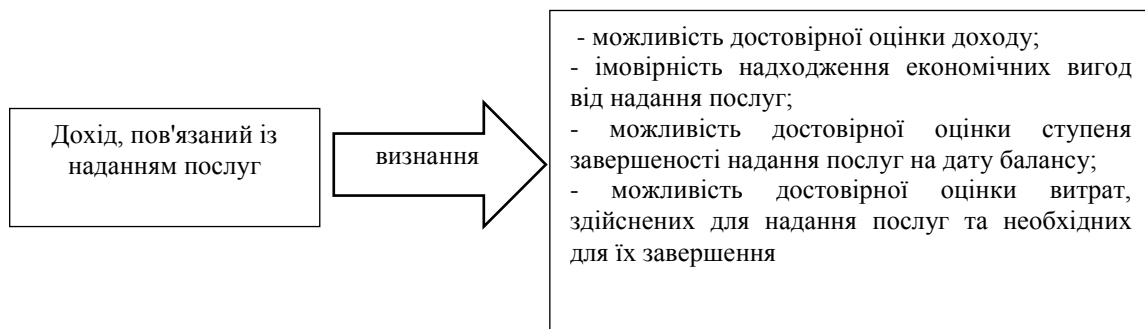 Дохід, пов'язаний із
наданням послуг
визнання
- можливість достовірної оцінки доходу;
- імовірність надходження економічних вигод
від надання послуг;
- можливість достовірної оцінки ступеня
завершеності надання послуг на дату балансу;
- можливість достовірної оцінки витрат,
здійснених для надання послуг та необхідних
для їх завершення